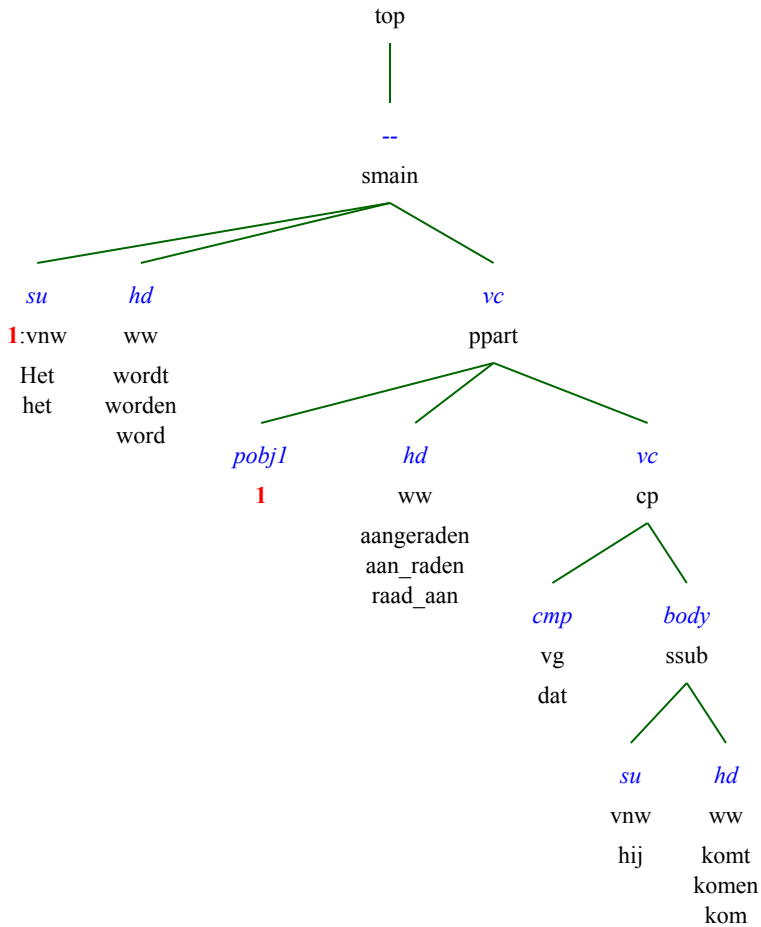 top
--
smain
su hd vc
1:vnw ww ppart
Het wordt
het worden
word
pobj1 hd vc
1 ww cp
aangeraden
aan_raden
raad_aan
cmp body
vg ssub
dat
su hd
vnw ww
hij komt
komen
kom